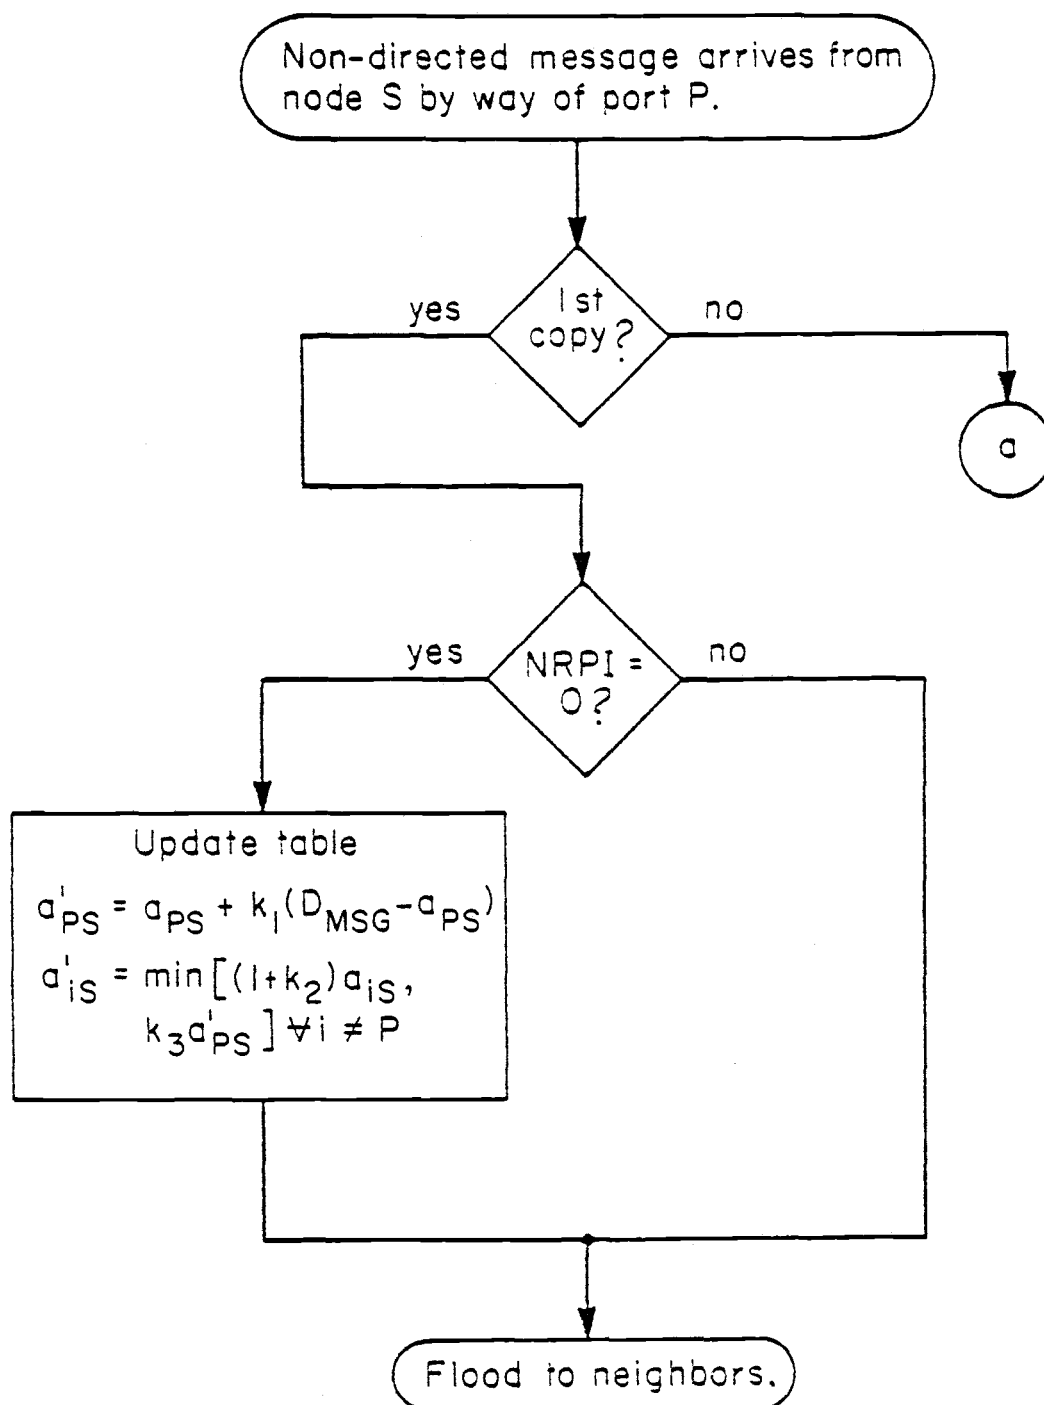 Non-directed message arrives from
node S by way of port P.
1st
copy?
yes
no
a
NRPI =
0?
yes
no
Update table
a'PS = aPS + k1(DMSG-aPS)
a'iS = min[(1+k2)aiS,
k3a'PS] ∀i ≠ P
Flood to neighbors.